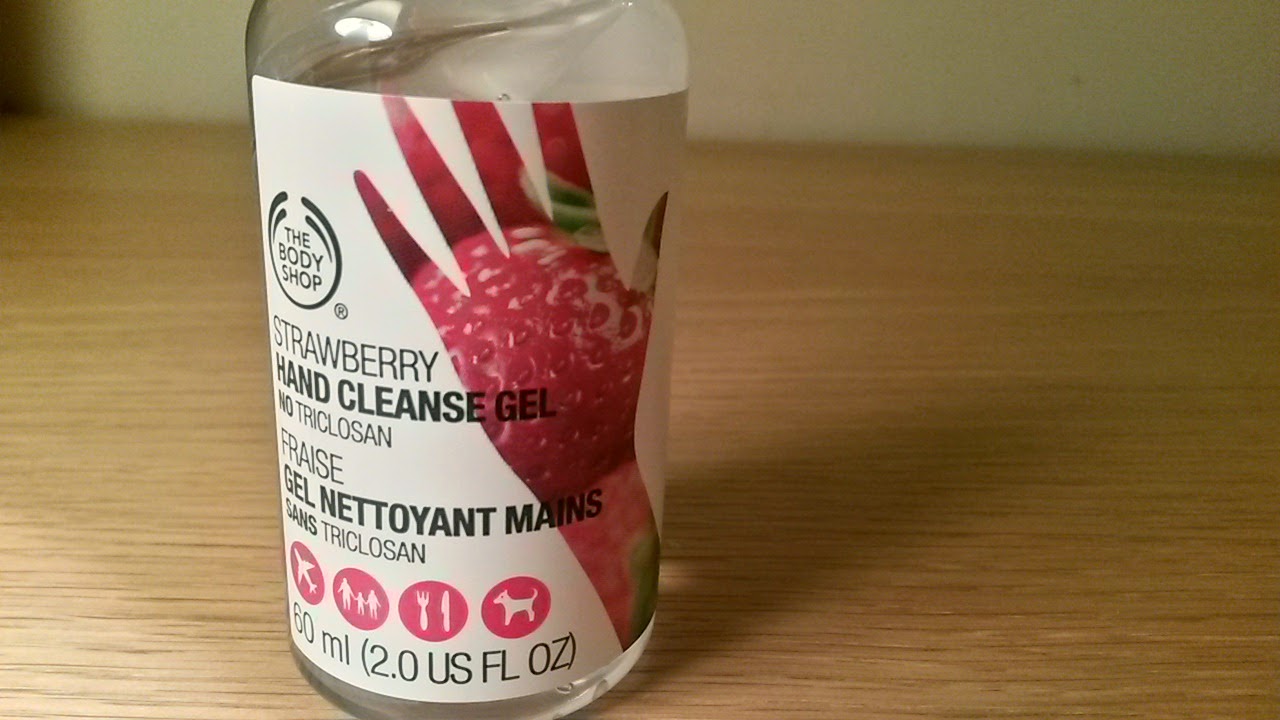 THE
BODY
SHOP
®
STRAWBERRY
HAND CLEANSE GEL
NO TRICLOSAN
FRAISE
GEL NETTOYANT MAINS
SANS TRICLOSAN
60 ml (2.0 US FL OZ)